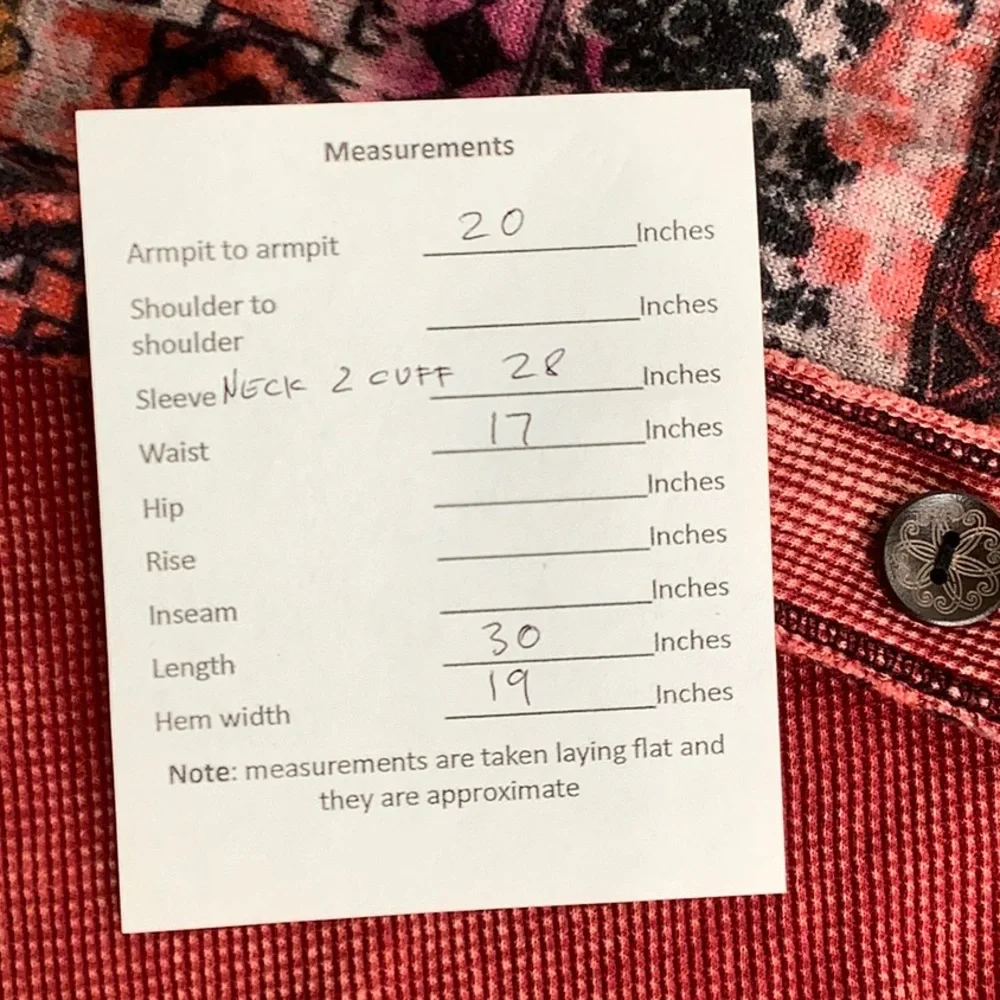 Measurements
Armpit to armpit 20 Inches
Shoulder to Inches
shoulder
Sleeve NECK 2 CUFF 28 Inches
Waist 17 Inches
Hip Inches
Rise Inches
Inseam Inches
Length 30 Inches
Hem width 19 Inches
Note: measurements are taken laying flat and
they are approximate